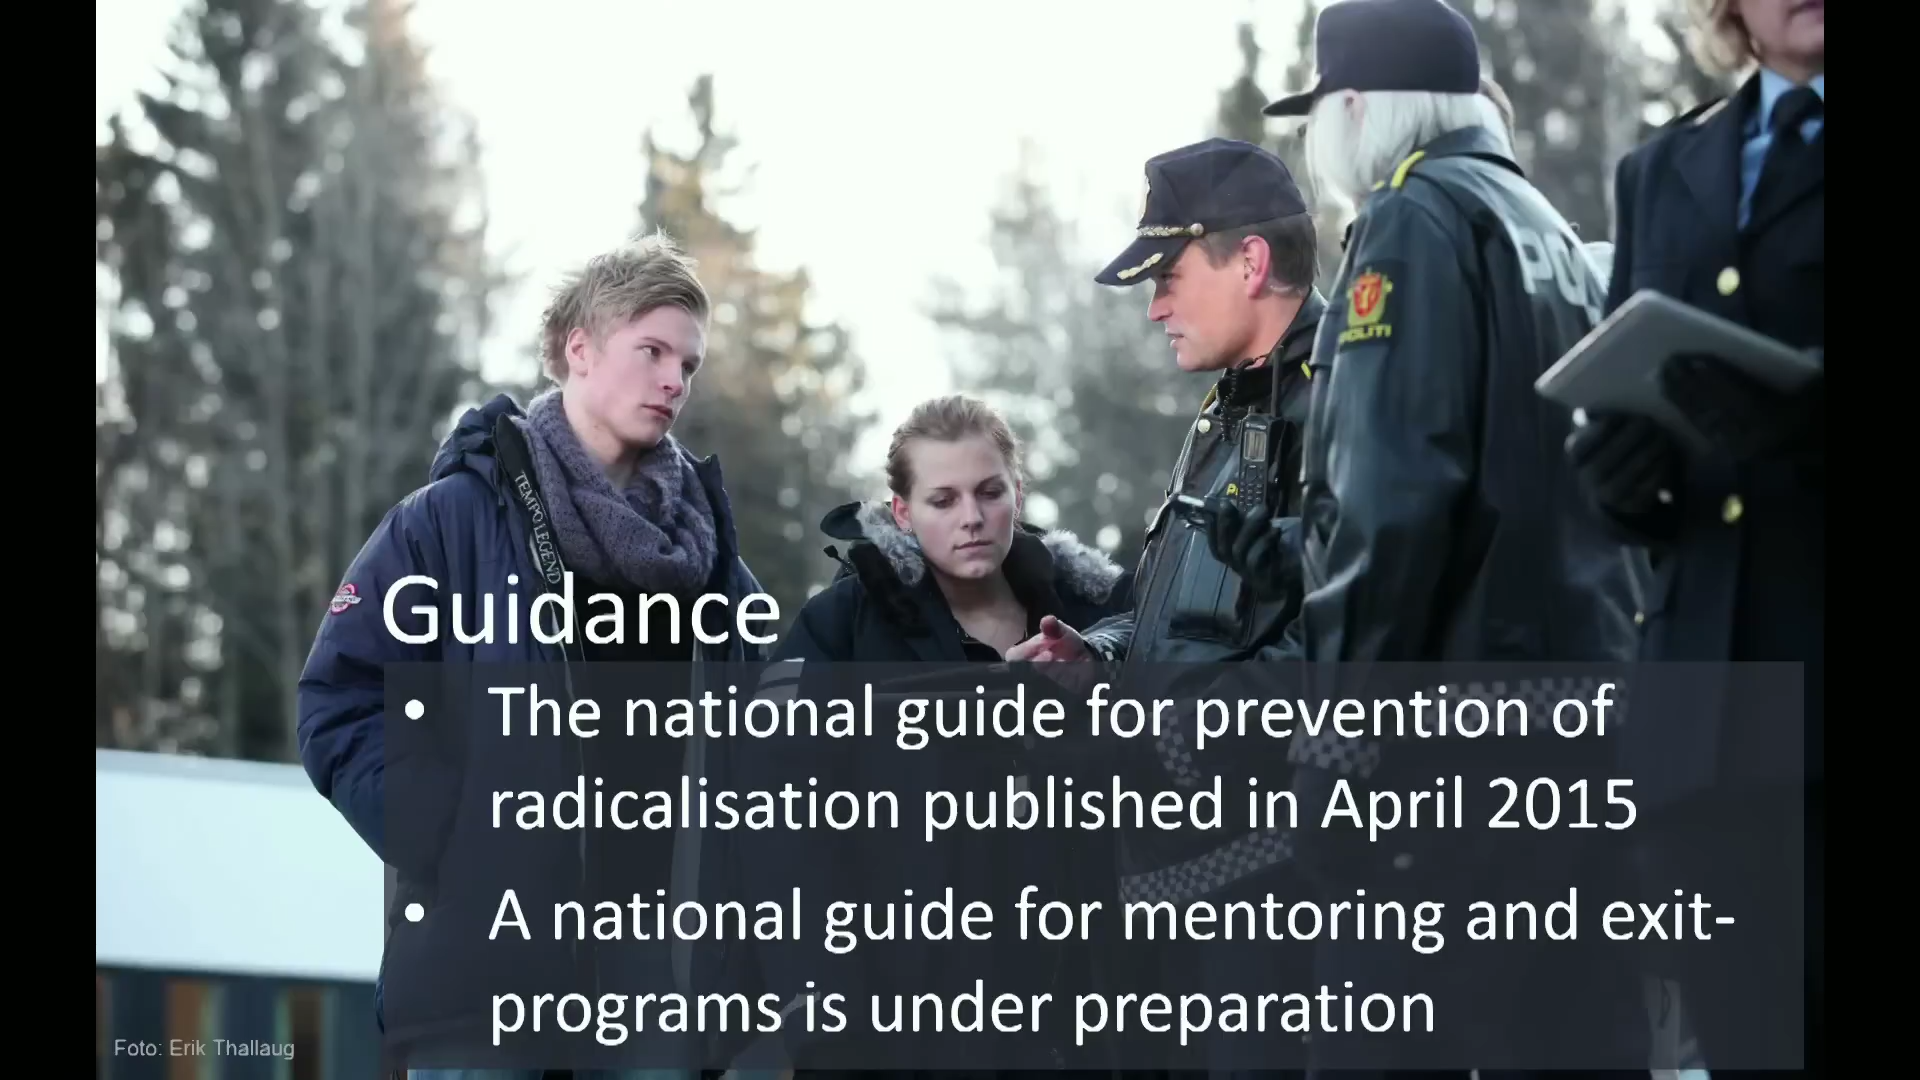 TEMPO LEGEND
POLITI
Guidance
• The national guide for prevention of
radicalisation published in April 2015
• A national guide for mentoring and exit-
programs is under preparation
Foto: Erik Thallaug